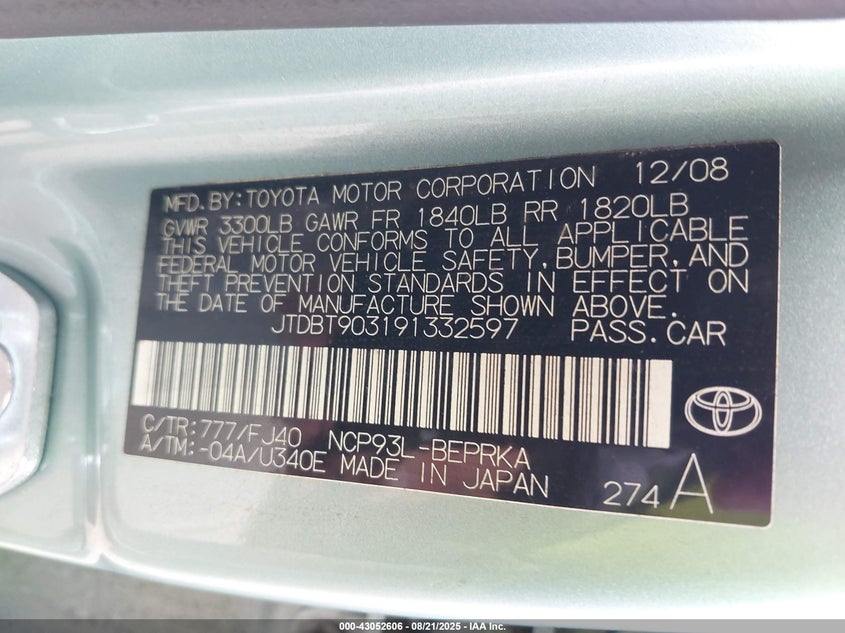 MFD. BY: TOYOTA MOTOR CORPORATION 12/08
GVWR 3300LB GAWR FR 1840LB RR 1820LB
THIS VEHICLE CONFORMS TO ALL APPLICABLE
FEDERAL MOTOR VEHICLE SAFETY, BUMPER, AND
THEFT PREVENTION STANDARDS IN EFFECT ON
THE DATE OF MANUFACTURE SHOWN ABOVE.
JTDBT903191332597 PASS. CAR
C/TR: 777/FJ40 NCP93L-BEPRKA
A/TM: -04A/U340E MADE IN JAPAN
274 A
000-43052606 - 08/21/2025 - IAA Inc.